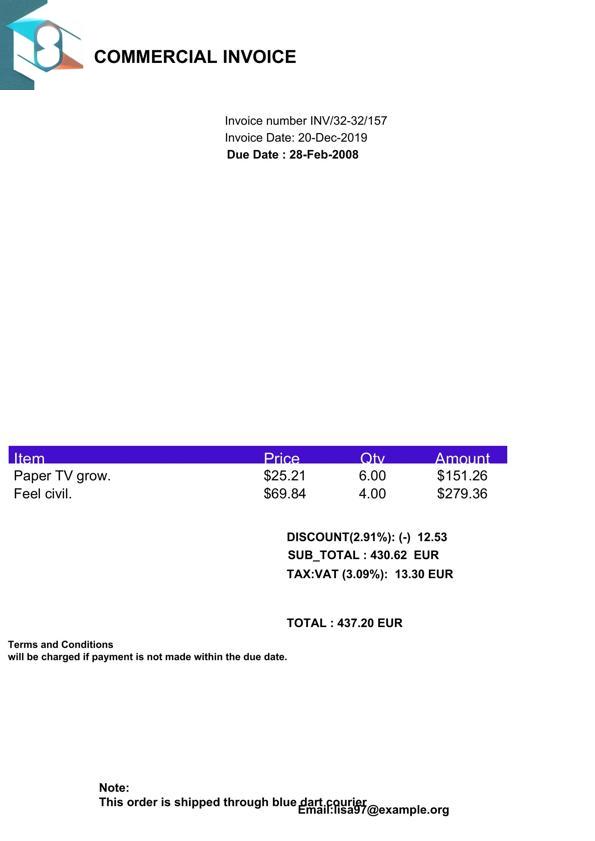 COMMERCIAL INVOICE
Invoice number INV/32-32/157
Invoice Date: 20-Dec-2019
Due Date : 28-Feb-2008
Item Price Qty Amount
Paper TV grow. $25.21 6.00 $151.26
Feel civil. $69.84 4.00 $279.36
DISCOUNT(2.91%): (-) 12.53
SUB_TOTAL : 430.62 EUR
TAX:VAT (3.09%): 13.30 EUR
TOTAL : 437.20 EUR
Terms and Conditions
will be charged if payment is not made within the due date.
Note:
This order is shipped through blue dart courier
Email:lisa97@example.org